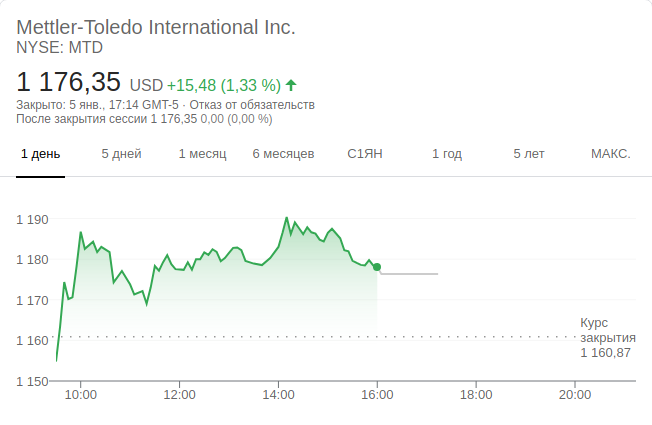 Mettler-Toledo International Inc.
NYSE: MTD
1 176,35 USD +15,48 (1,33 %)
Закрыто: 5 янв., 17:14 GMT-5 · Отказ от обязательств
После закрытия сессии 1 176,35 0,00 (0,00 %)
1 день 5 дней 1 месяц 6 месяцев С1ЯН 1 год 5 лет МАКС.
1 190
1 180
1 170
1 160
1 150
Курс
закрытия
1 160,87
10:00 12:00 14:00 16:00 18:00 20:00